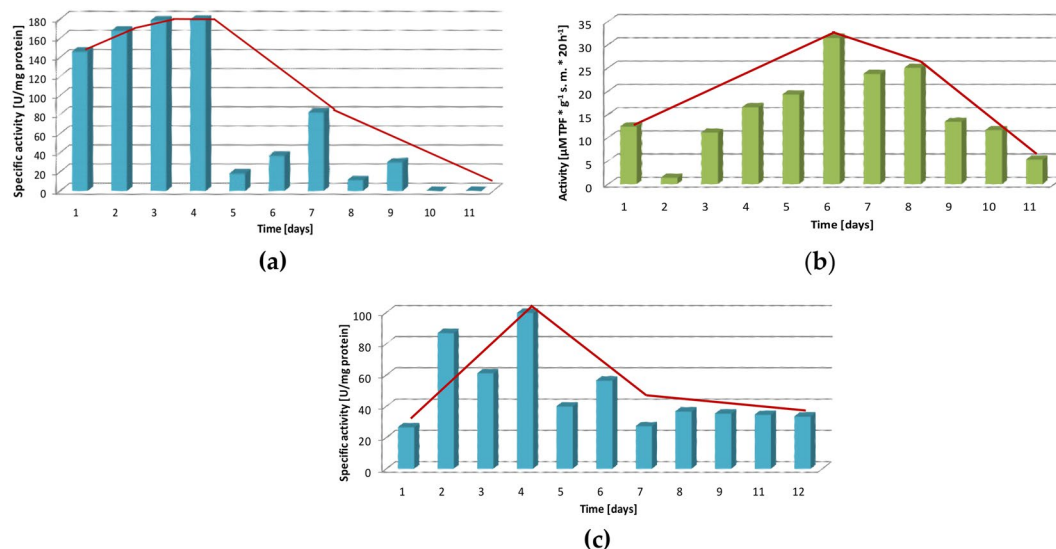 Specific activity [U/mg protein]
180
160
140
120
100
80
60
40
20
0
1 2 3 4 5 6 7 8 9 10 11
Time [days]
(a)
Activity [µM TPF * g⁻¹ s. m. * 20 h⁻¹]
35
30
25
20
15
10
5
0
1 2 3 4 5 6 7 8 9 10 11
Time [days]
(b)
Specific activity [U/mg protein]
100
80
60
40
20
0
1 2 3 4 5 6 7 8 9 11 12
Time [days]
(c)